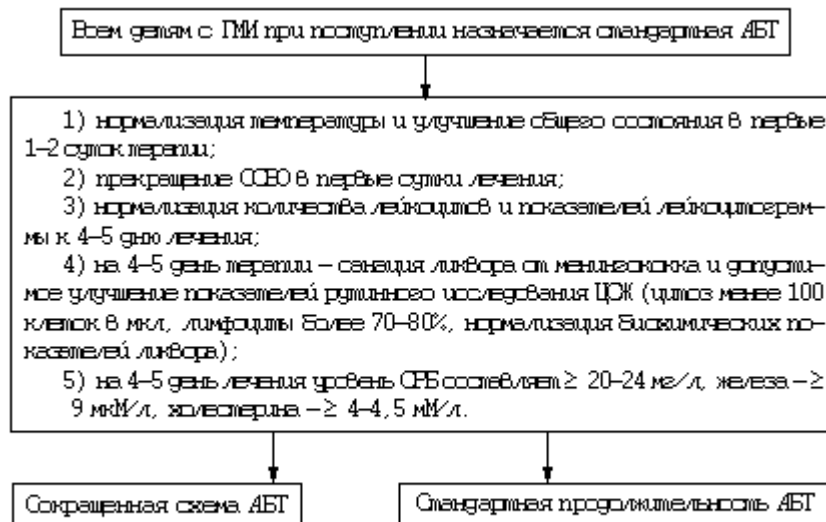 Всем детям с ГМИ при поступлении назначается стандартная АБТ
1) нормализация температуры и улучшение общего состояния в первые
1–2 суток терапии;
2) прекращение ССВО в первые сутки лечения;
3) нормализация количества лейкоцитов и показателей лейкоцитограм-
мы к 4–5 дню лечения;
4) на 4–5 день терапии – санация ликвора от менингококка и допусти-
мое улучшение показателей рутинного исследования ЦСЖ (цитоз менее 100
клеток в мкл, лимфоциты более 70–80%, нормализация биохимических по-
казателей ликвора);
5) на 4–5 день лечения уровень СРБ составляет ≥ 20–24 мг/л, железа – ≥
9 мкМ/л, холестерина – ≥ 4–4,5 мМ/л.
Сокращенная схема АБТ
Стандартная продолжительность АБТ